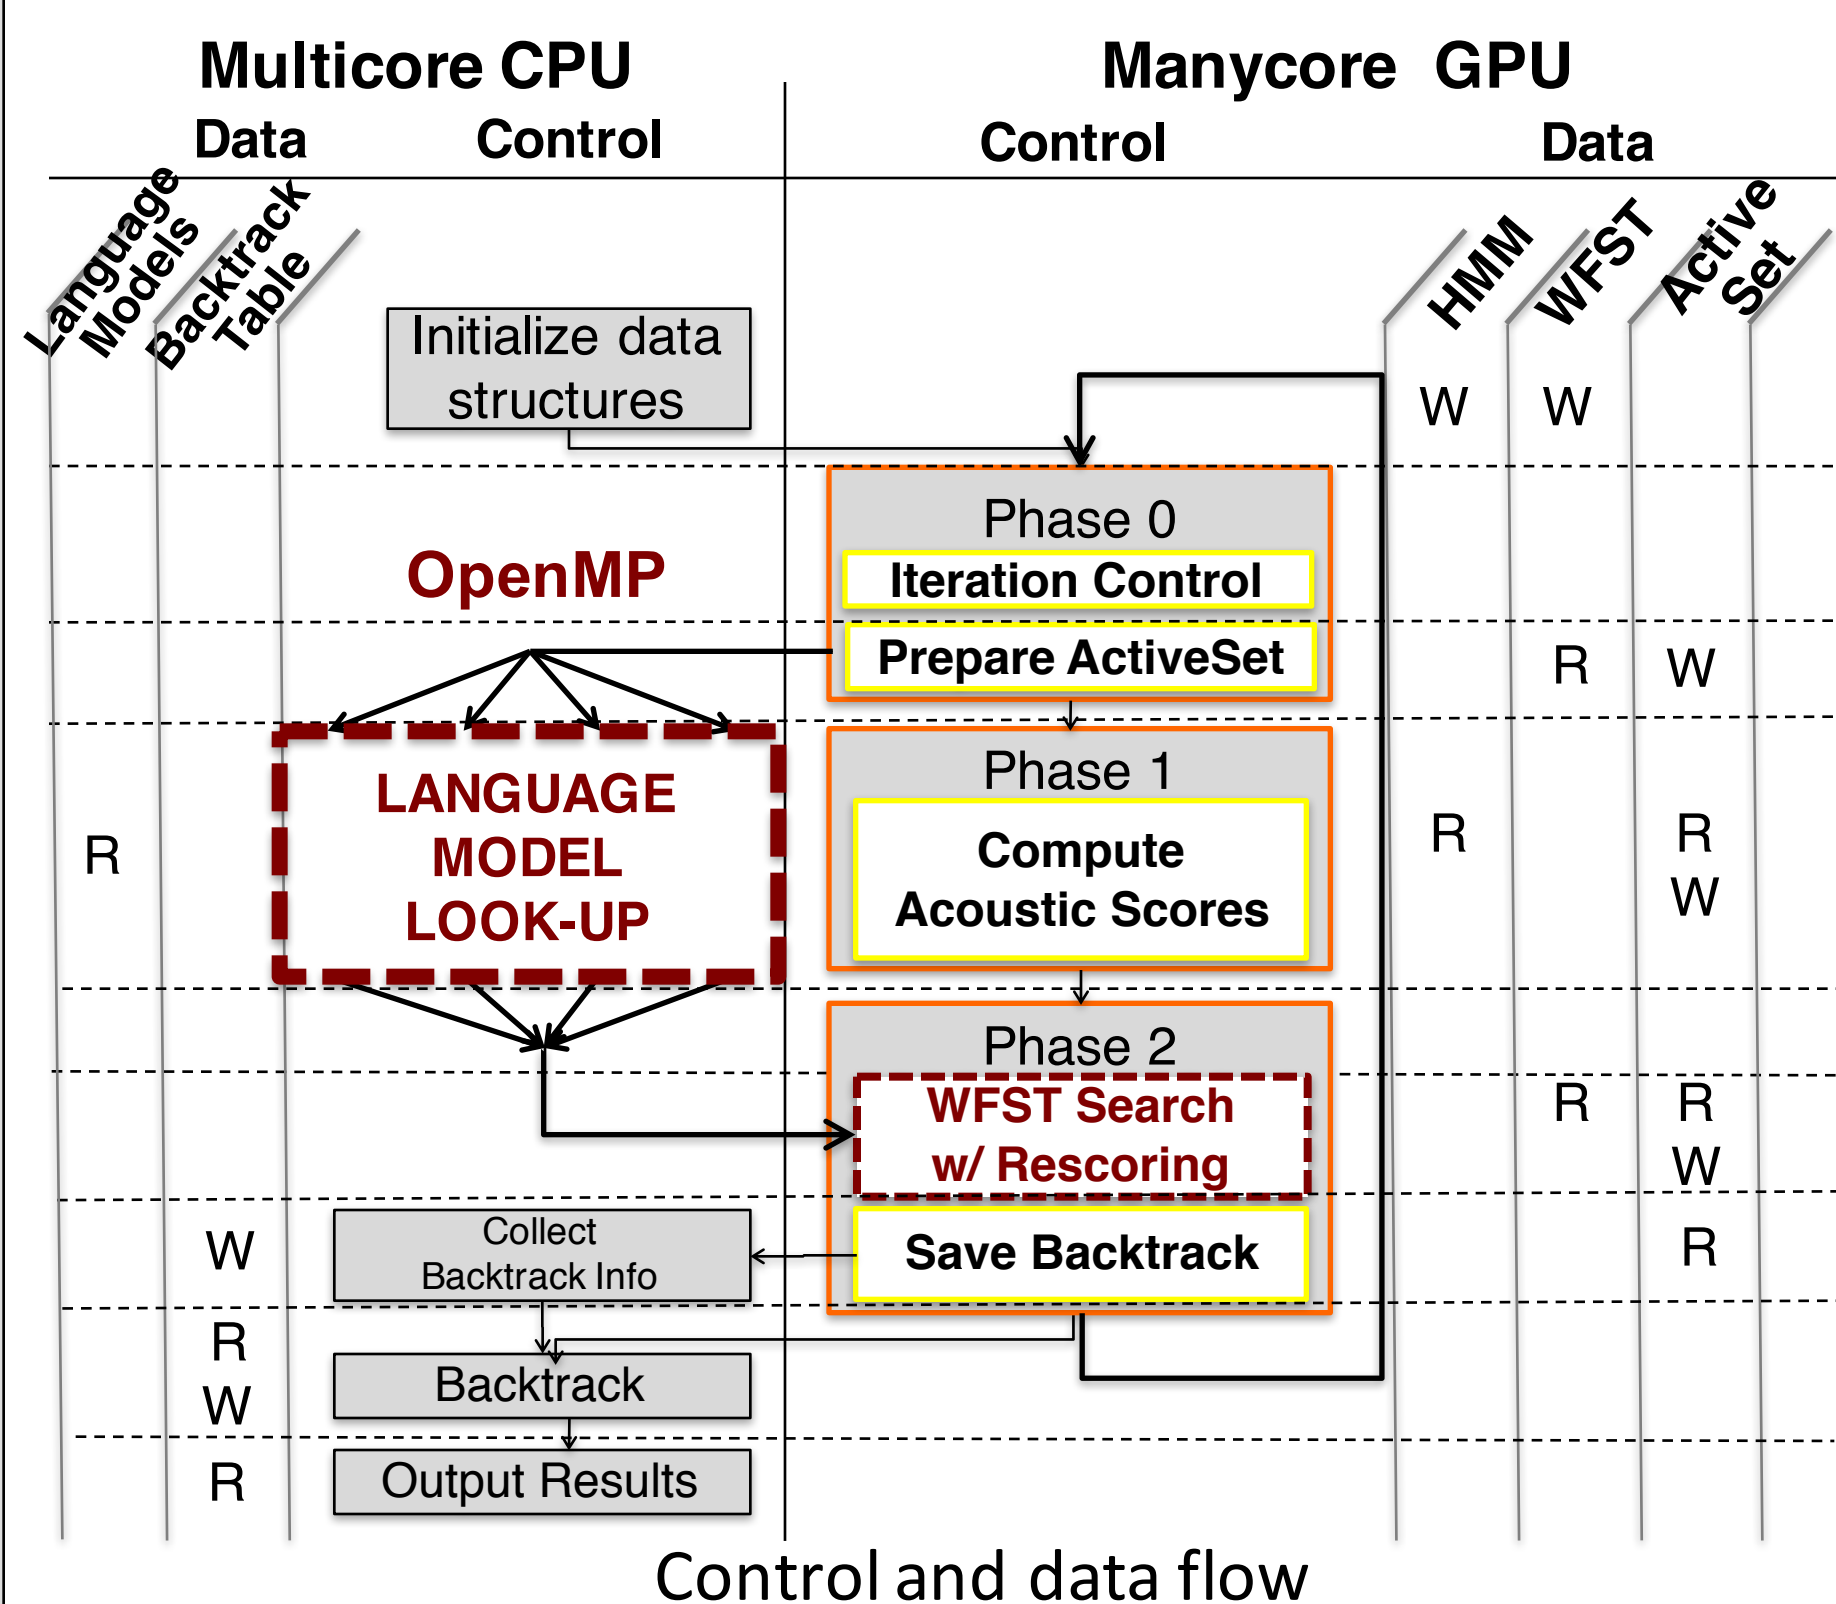 Multicore CPU
Manycore GPU
Data
Control
Control
Data
Language
Models
Backtrack
Table
HMM
WFST
Active
Set
Initialize data
structures
W
W
Phase 0
OpenMP
Iteration Control
Prepare ActiveSet
R
W
LANGUAGE
MODEL
LOOK-UP
Phase 1
Compute
Acoustic Scores
R
R
R
W
Phase 2
WFST Search
w/ Rescoring
R
R
W
W
Collect
Backtrack Info
Save Backtrack
R
R
W
Backtrack
R
Output Results
Control and data flow